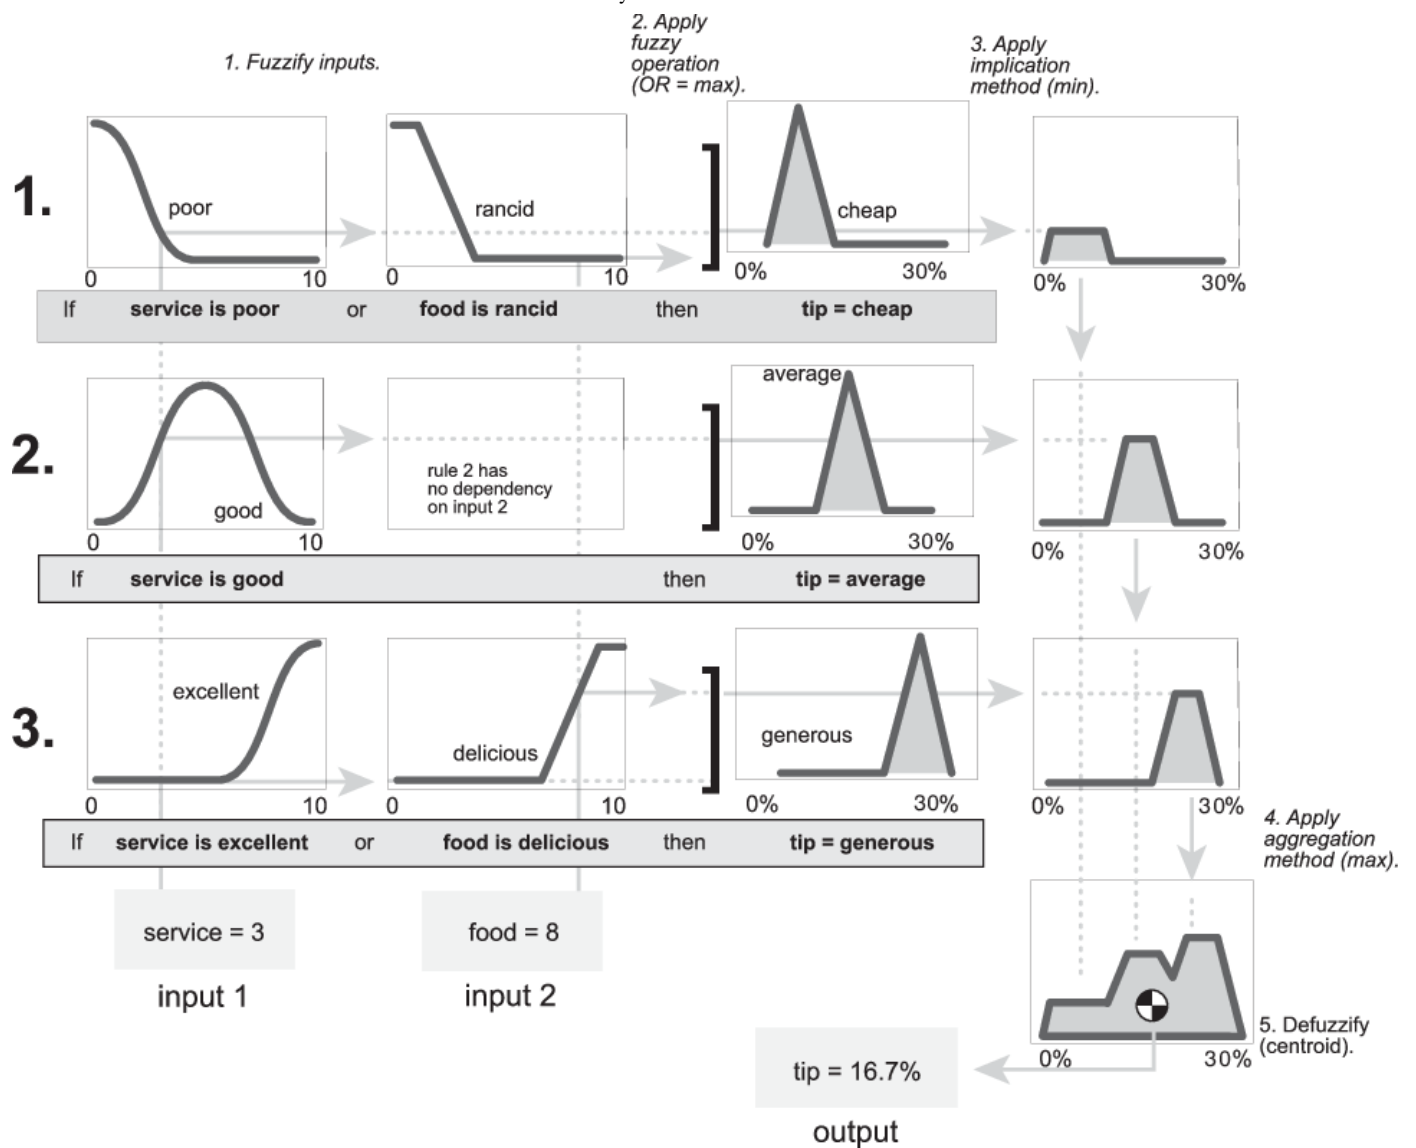 1. Fuzzify inputs.
2. Apply
fuzzy
operation
(OR = max).
3. Apply
implication
method (min).
1.
poor
0
10
rancid
0
10
cheap
0%
30%
0%
30%
If service is poor or food is rancid then tip = cheap
2.
good
0
10
rule 2 has
no dependency
on input 2
average
0%
30%
0%
30%
If service is good then tip = average
3.
excellent
0
10
delicious
0
10
generous
0%
30%
0%
30%
If service is excellent or food is delicious then tip = generous
4. Apply
aggregation
method (max).
service = 3
input 1
food = 8
input 2
0%
30%
5. Defuzzify
(centroid).
tip = 16.7%
output